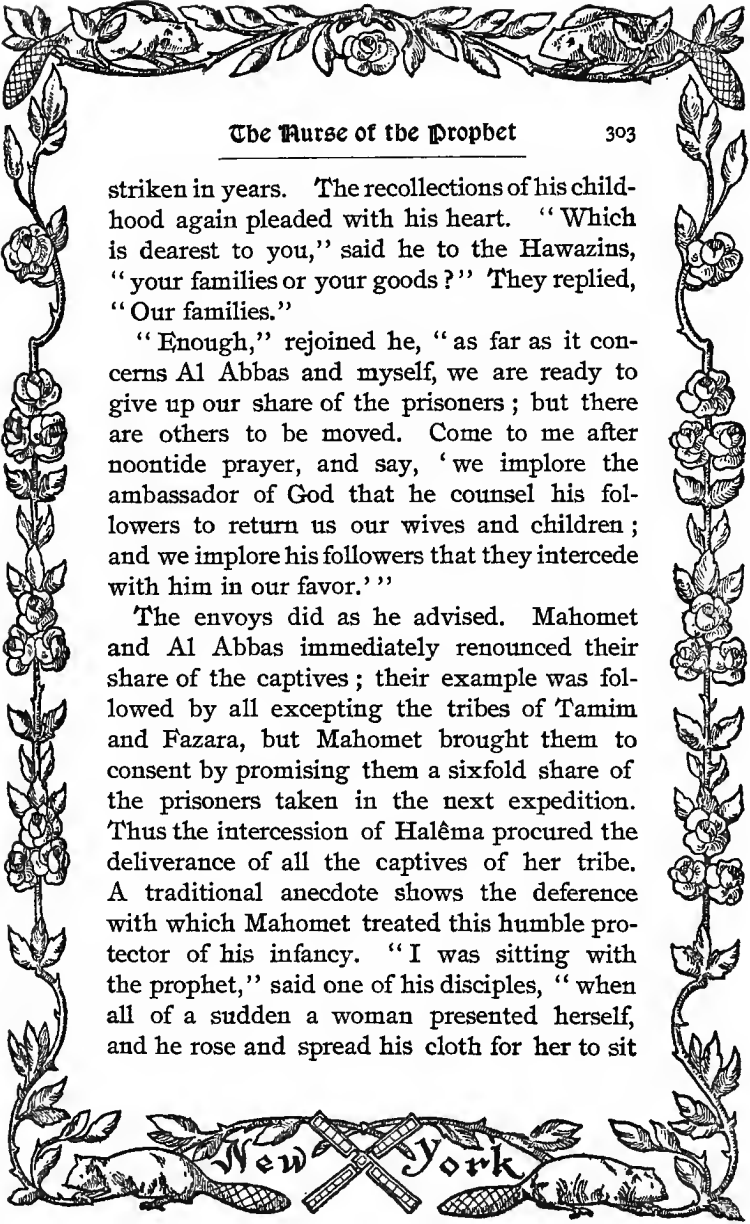 The Nurse of the Prophet 303
striken in years. The recollections of his child-
hood again pleaded with his heart. “Which
is dearest to you,” said he to the Hawazins,
“your families or your goods?” They replied,
“Our families.”
“Enough,” rejoined he, “as far as it con-
cerns Al Abbas and myself, we are ready to
give up our share of the prisoners; but there
are others to be moved. Come to me after
noontide prayer, and say, ‘we implore the
ambassador of God that he counsel his fol-
lowers to return us our wives and children;
and we implore his followers that they intercede
with him in our favor.’”
The envoys did as he advised. Mahomet
and Al Abbas immediately renounced their
share of the captives; their example was fol-
lowed by all excepting the tribes of Tamim
and Fazara, but Mahomet brought them to
consent by promising them a sixfold share of
the prisoners taken in the next expedition.
Thus the intercession of Halêma procured the
deliverance of all the captives of her tribe.
A traditional anecdote shows the deference
with which Mahomet treated this humble pro-
tector of his infancy. “I was sitting with
the prophet,” said one of his disciples, “when
all of a sudden a woman presented herself,
and he rose and spread his cloth for her to sit
New York